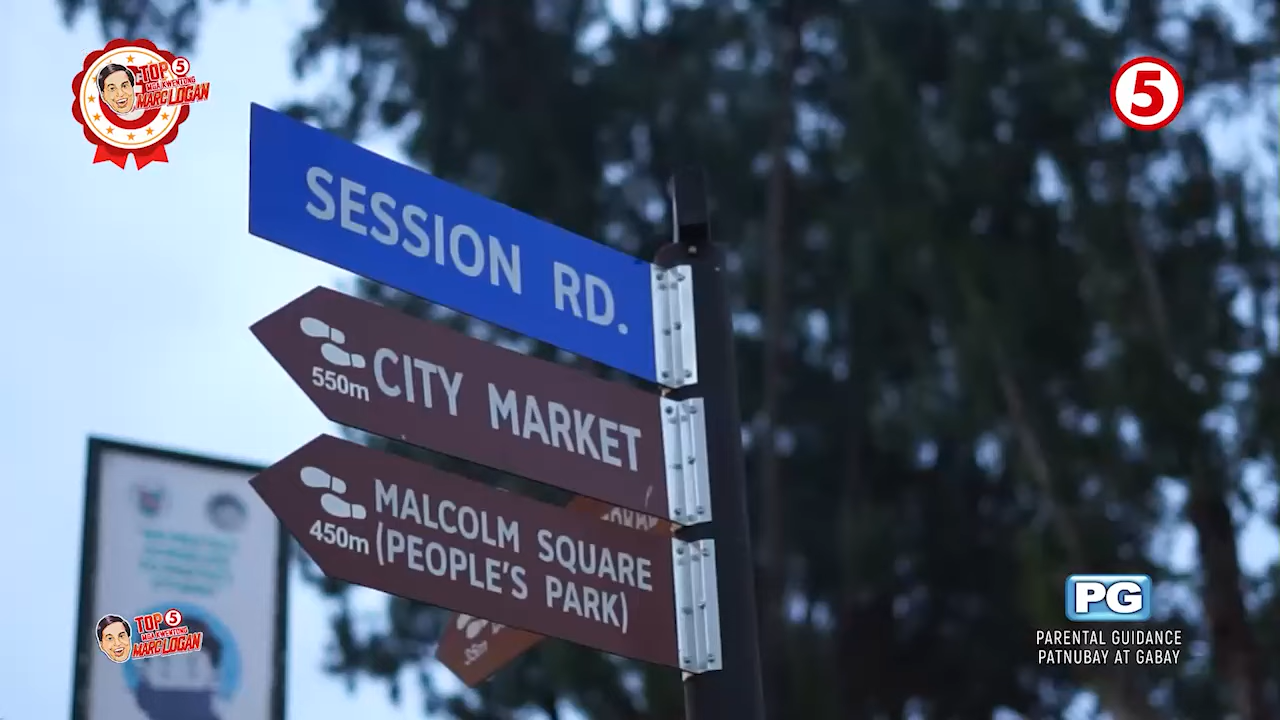 TOP 5
MGA KWENTONG
MARC LOGAN
5
SESSION RD.
550m
CITY MARKET
450m
MALCOLM SQUARE
(PEOPLE'S PARK)
35m
TOP 5
MGA KWENTONG
MARC LOGAN
PG
PARENTAL GUIDANCE
PATNUBAY AT GABAY